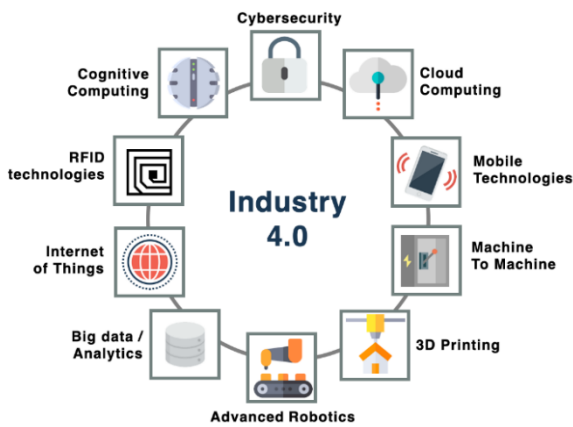 Cybersecurity
Cognitive
Computing
Cloud
Computing
RFID
technologies
Mobile
Technologies
Industry
4.0
Internet
of Things
Machine
To Machine
Big data /
Analytics
3D Printing
Advanced Robotics